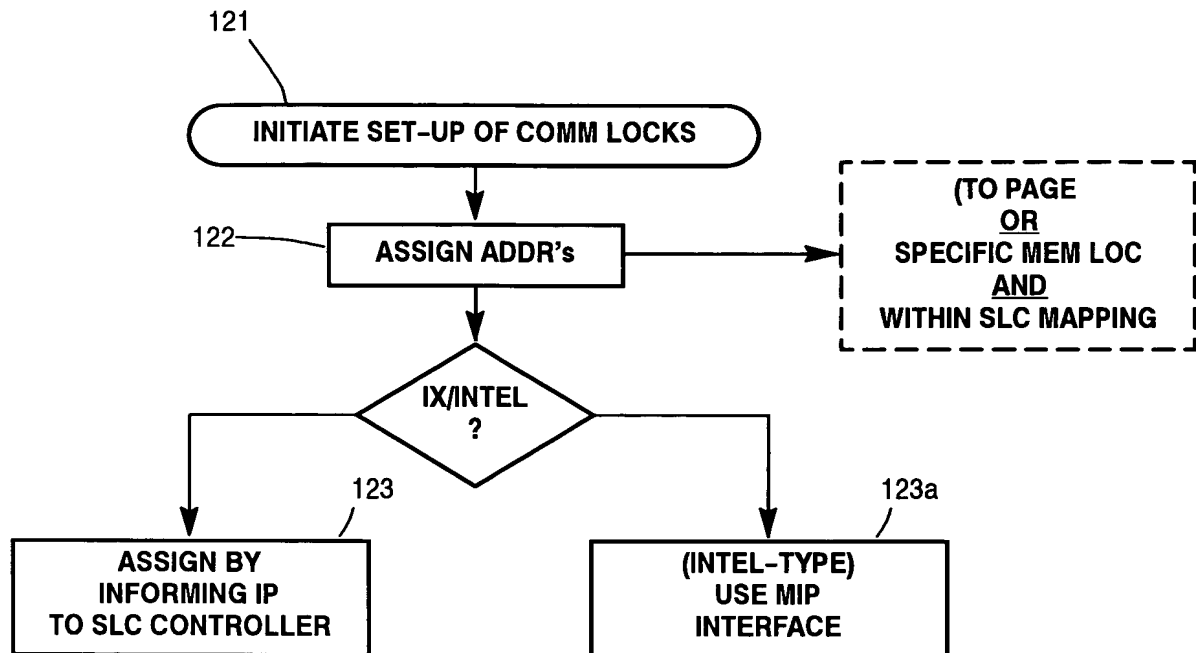 121
INITIATE SET-UP OF COMM LOCKS
122
ASSIGN ADDR's
(TO PAGE
OR
SPECIFIC MEM LOC
AND
WITHIN SLC MAPPING
IX/INTEL
?
123
ASSIGN BY
INFORMING IP
TO SLC CONTROLLER
123a
(INTEL-TYPE)
USE MIP
INTERFACE